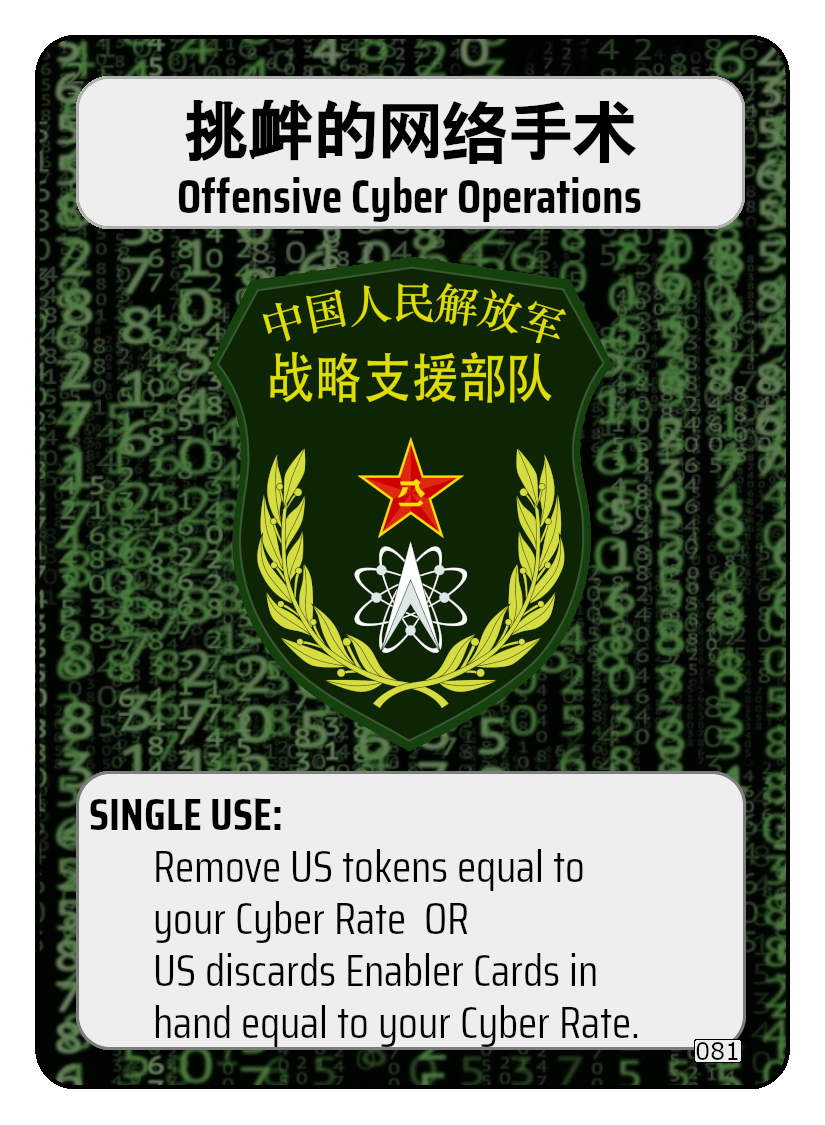 挑衅的网络手术
Offensive Cyber Operations
中国人民解放军
战略支援部队
八一
SINGLE USE:
Remove US tokens equal to
your Cyber Rate OR
US discards Enabler Cards in
hand equal to your Cyber Rate.
081